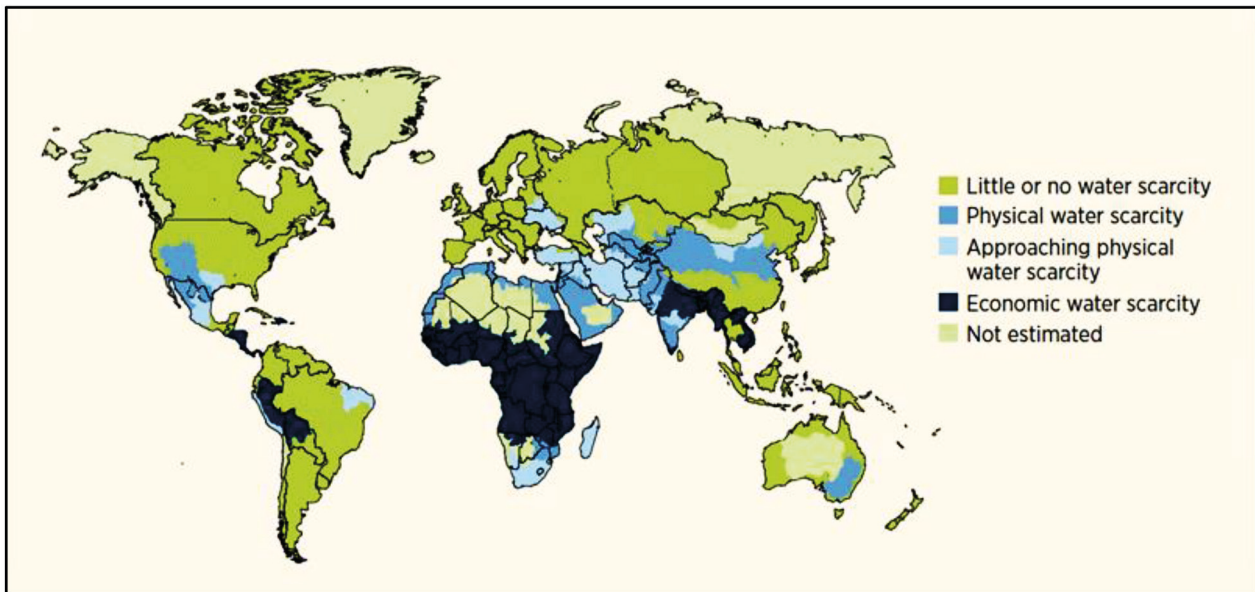 Little or no water scarcity
Physical water scarcity
Approaching physical
water scarcity
Economic water scarcity
Not estimated